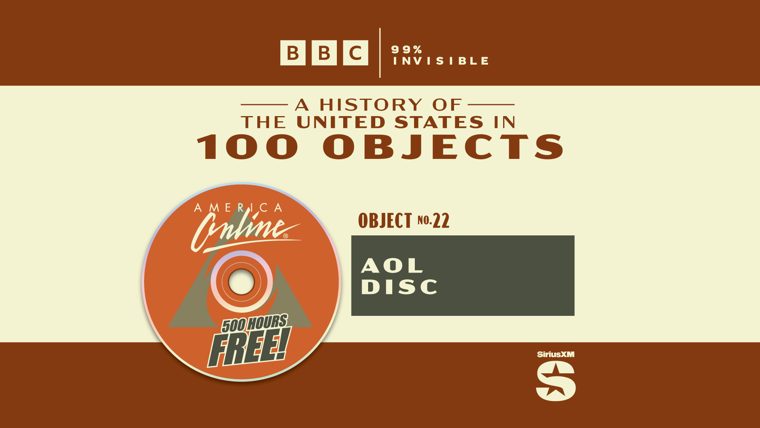 BBC
99%
INVISIBLE
A HISTORY OF
THE UNITED STATES IN
100 OBJECTS
AMERICA
Online®
500 HOURS
FREE!
OBJECT NO.22
AOL
DISC
SiriusXM
S